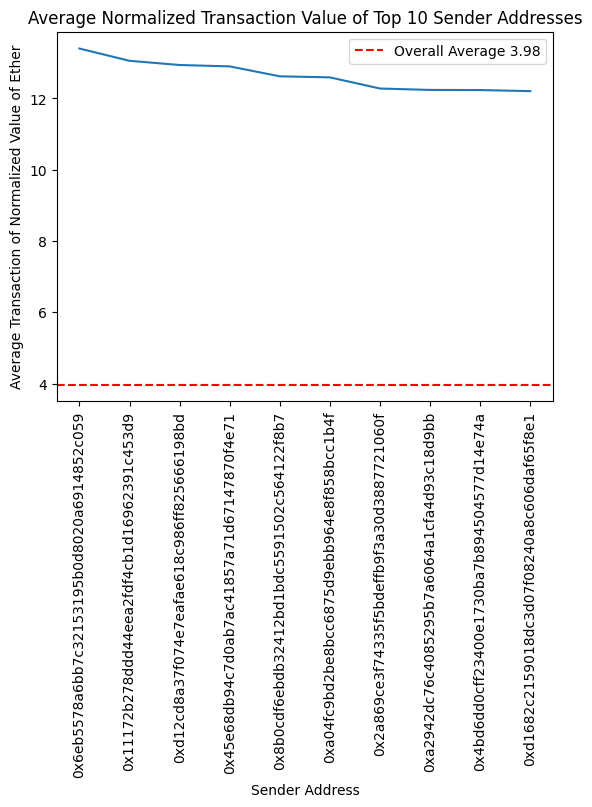 Average Normalized Transaction Value of Top 10 Sender Addresses
Overall Average 3.98
Average Transaction of Normalized Value of Ether
12
10
8
6
4
0x6eb5578a6bb7c32153195b0d8020a6914852c059
0x11172b278ddd44eea2fdf4cb1d16962391c453d9
0xd12cd8a37f074e7eafae618c986ff825666198bd
0x45e68db94c7d0ab7ac41857a71d67147870f4e71
0x8b0cdf6ebdb32412bd1bdc5591502c564122f8b7
0xa04fc9bd2be8bcc6875d9ebb964e8f858bcc1b4f
0x2a869ce3f74335f5bdeffb9f3a30d3887721060f
0xa2942dc76c4085295b7a6064a1cfa4d93c18d9bb
0x4bd6dd0cff23400e1730ba7b894504577d14e74a
0xd1682c2159018dc3d07f08240a8c606daf65f8e1
Sender Address